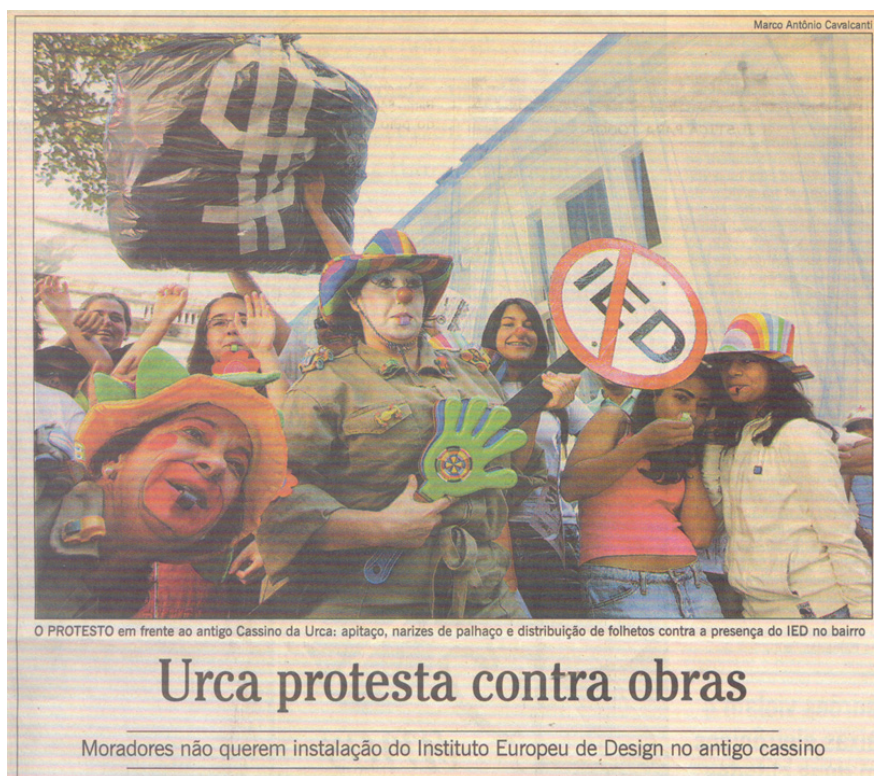 Marco Antônio Cavalcanti
IED
O PROTESTO em frente ao antigo Cassino da Urca: apitaço, narizes de palhaço e distribuição de folhetos contra a presença do IED no bairro
Urca protesta contra obras
Moradores não querem instalação do Instituto Europeu de Design no antigo cassino